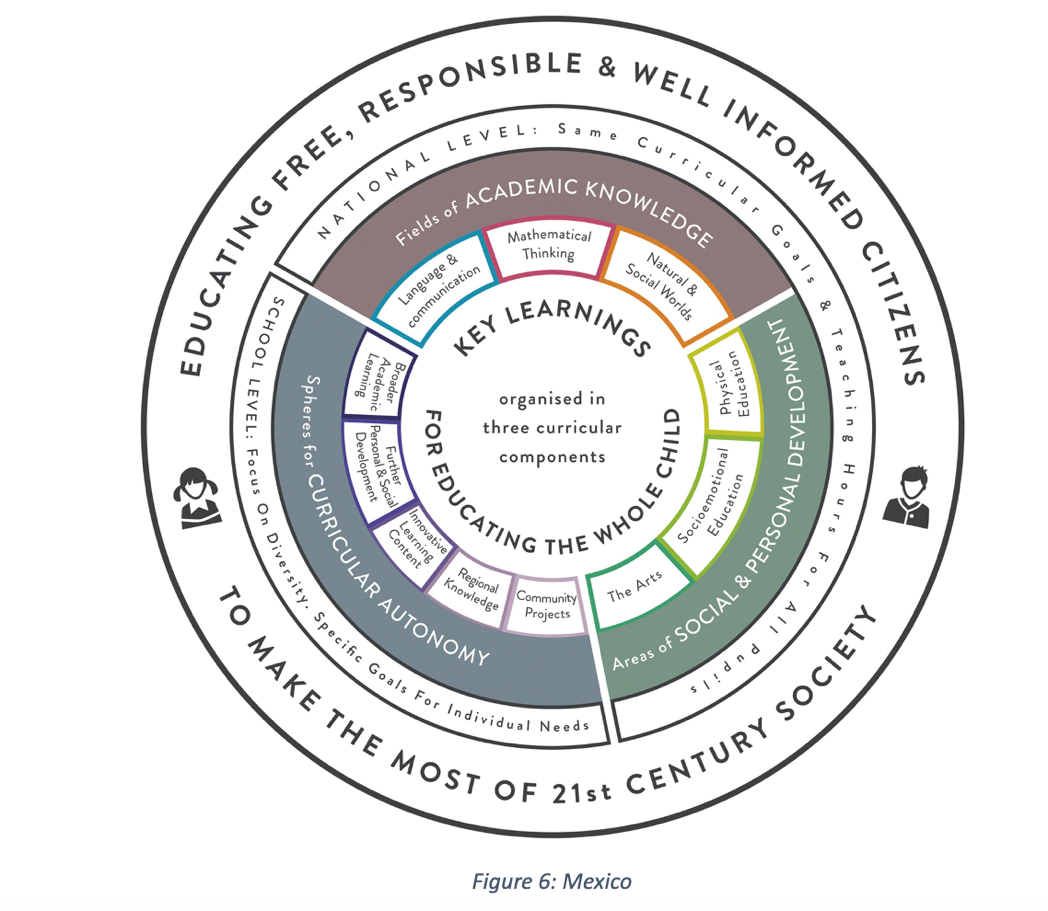 EDUCATING FREE, RESPONSIBLE & WELL INFORMED CITIZENS
TO MAKE THE MOST OF 21st CENTURY SOCIETY
NATIONAL LEVEL: Same Curricular Goals & Teaching Hours For All Pupils
SCHOOL LEVEL: Focus On Diversity. Specific Goals For Individual Needs
Fields of ACADEMIC KNOWLEDGE
Language &
communication
Mathematical
Thinking
Natural &
Social Worlds
Areas of SOCIAL & PERSONAL DEVELOPMENT
Physical
Education
Socioemotional
Education
The Arts
Spheres for CURRICULAR AUTONOMY
Broader
Academic
Learning
Further
Personal & Social
Development
Innovative
Learning
Content
Regional
Knowledge
Community
Projects
KEY LEARNINGS
FOR EDUCATING THE WHOLE CHILD
organised in
three curricular
components
Figure 6: Mexico